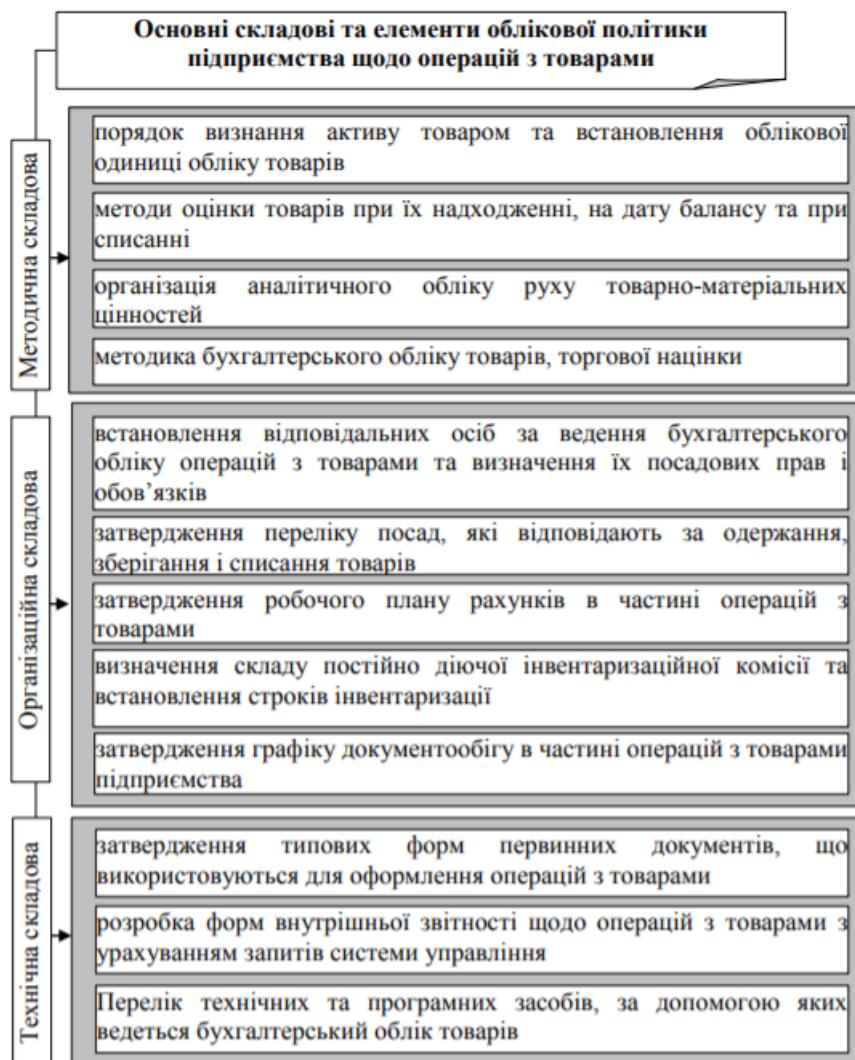 Основні складові та елементи облікової політики
підприємства щодо операцій з товарами
Методична складова
порядок визнання активу товаром та встановлення облікової
одиниці обліку товарів
методи оцінки товарів при їх надходженні, на дату балансу та при
списанні
організація аналітичного обліку руху товарно-матеріальних
цінностей
методика бухгалтерського обліку товарів, торгової націнки
Організаційна складова
встановлення відповідальних осіб за ведення бухгалтерського
обліку операцій з товарами та визначення їх посадових прав і
обов’язків
затвердження переліку посад, які відповідають за одержання,
зберігання і списання товарів
затвердження робочого плану рахунків в частині операцій з
товарами
визначення складу постійно діючої інвентаризаційної комісії та
встановлення строків інвентаризації
затвердження графіку документообігу в частині операцій з товарами
підприємства
Технічна складова
затвердження типових форм первинних документів, що
використовуються для оформлення операцій з товарами
розробка форм внутрішньої звітності щодо операцій з товарами з
урахуванням запитів системи управління
Перелік технічних та програмних засобів, за допомогою яких
ведеться бухгалтерський облік товарів